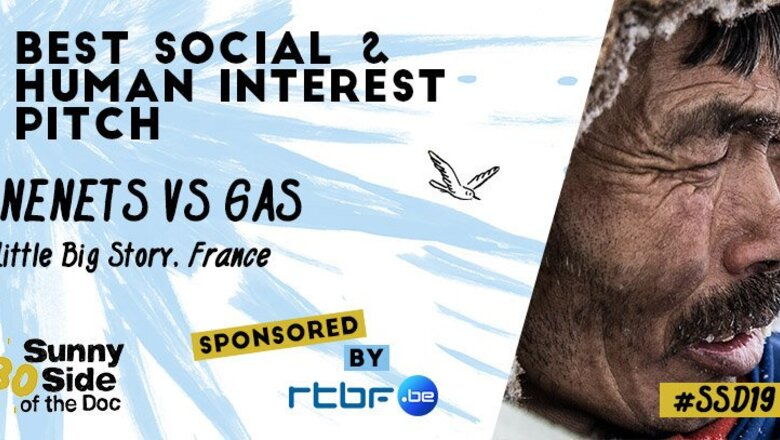 BEST SOCIAL &
HUMAN INTEREST
PITCH
NENETS VS GAS
Little Big Story. France
SPONSORED
BY
rtbf.be
30
Sunny
Side
of the Doc
#SSD19